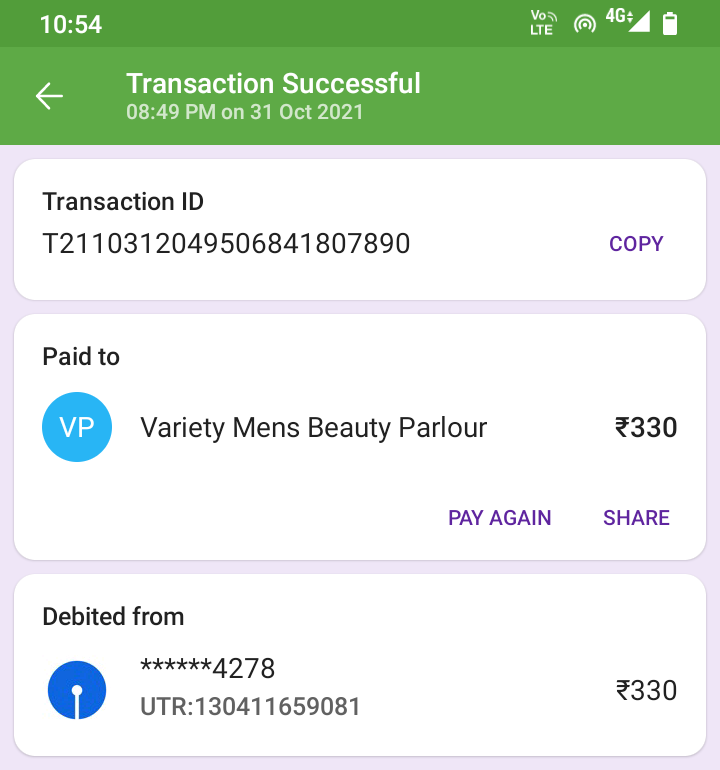 10:54
Vo
LTE
4G
Transaction Successful
08:49 PM on 31 Oct 2021
Transaction ID
T2110312049506841807890
COPY
Paid to
VP
Variety Mens Beauty Parlour
₹330
PAY AGAIN
SHARE
Debited from
******4278
₹330
UTR:130411659081